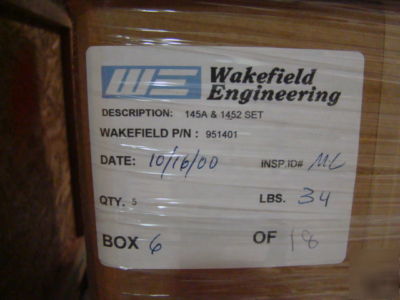 WE Wakefield
Engineering
DESCRIPTION: 145A & 1452 SET
WAKEFIELD P/N : 951401
DATE: 10/16/00 INSP.ID# ML
QTY. 5 LBS. 34
BOX 6 OF 18